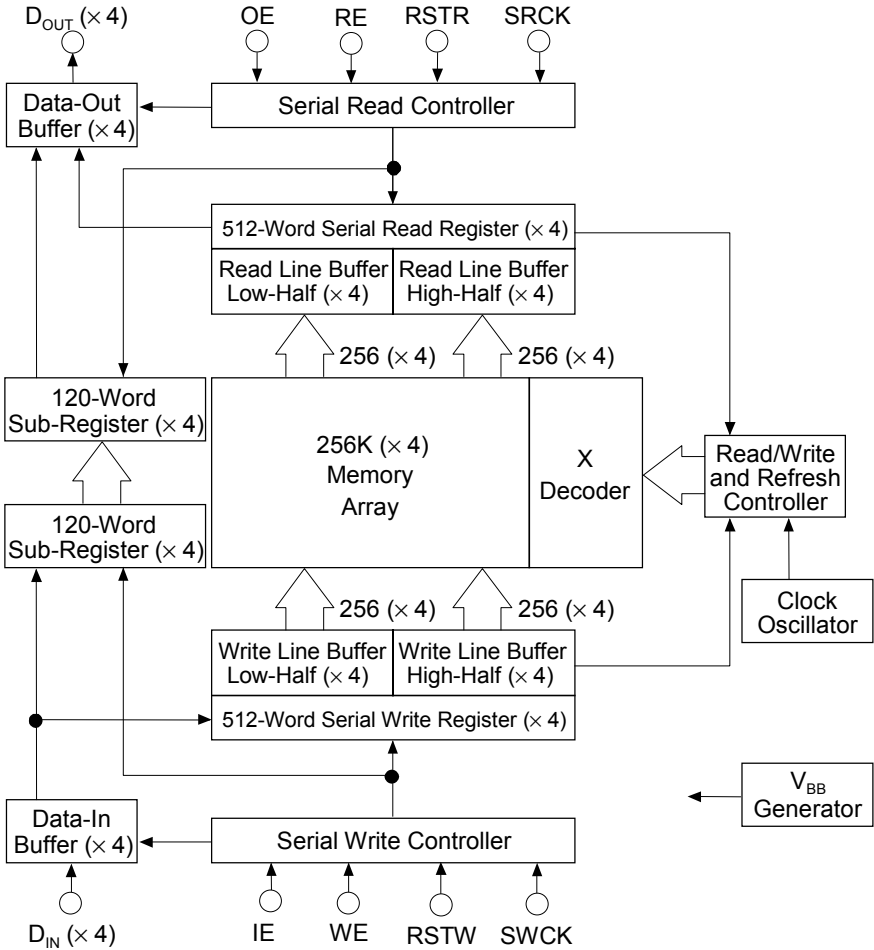 D_OUT (× 4)
OE
RE
RSTR
SRCK
Data-Out
Buffer (× 4)
Serial Read Controller
512-Word Serial Read Register (× 4)
Read Line Buffer
Low-Half (× 4)
Read Line Buffer
High-Half (× 4)
256 (× 4)
256 (× 4)
120-Word
Sub-Register (× 4)
256K (× 4)
Memory
Array
X
Decoder
Read/Write
and Refresh
Controller
120-Word
Sub-Register (× 4)
256 (× 4)
256 (× 4)
Clock
Oscillator
Write Line Buffer
Low-Half (× 4)
Write Line Buffer
High-Half (× 4)
512-Word Serial Write Register (× 4)
V_BB
Generator
Data-In
Buffer (× 4)
Serial Write Controller
D_IN (× 4)
IE
WE
RSTW
SWCK